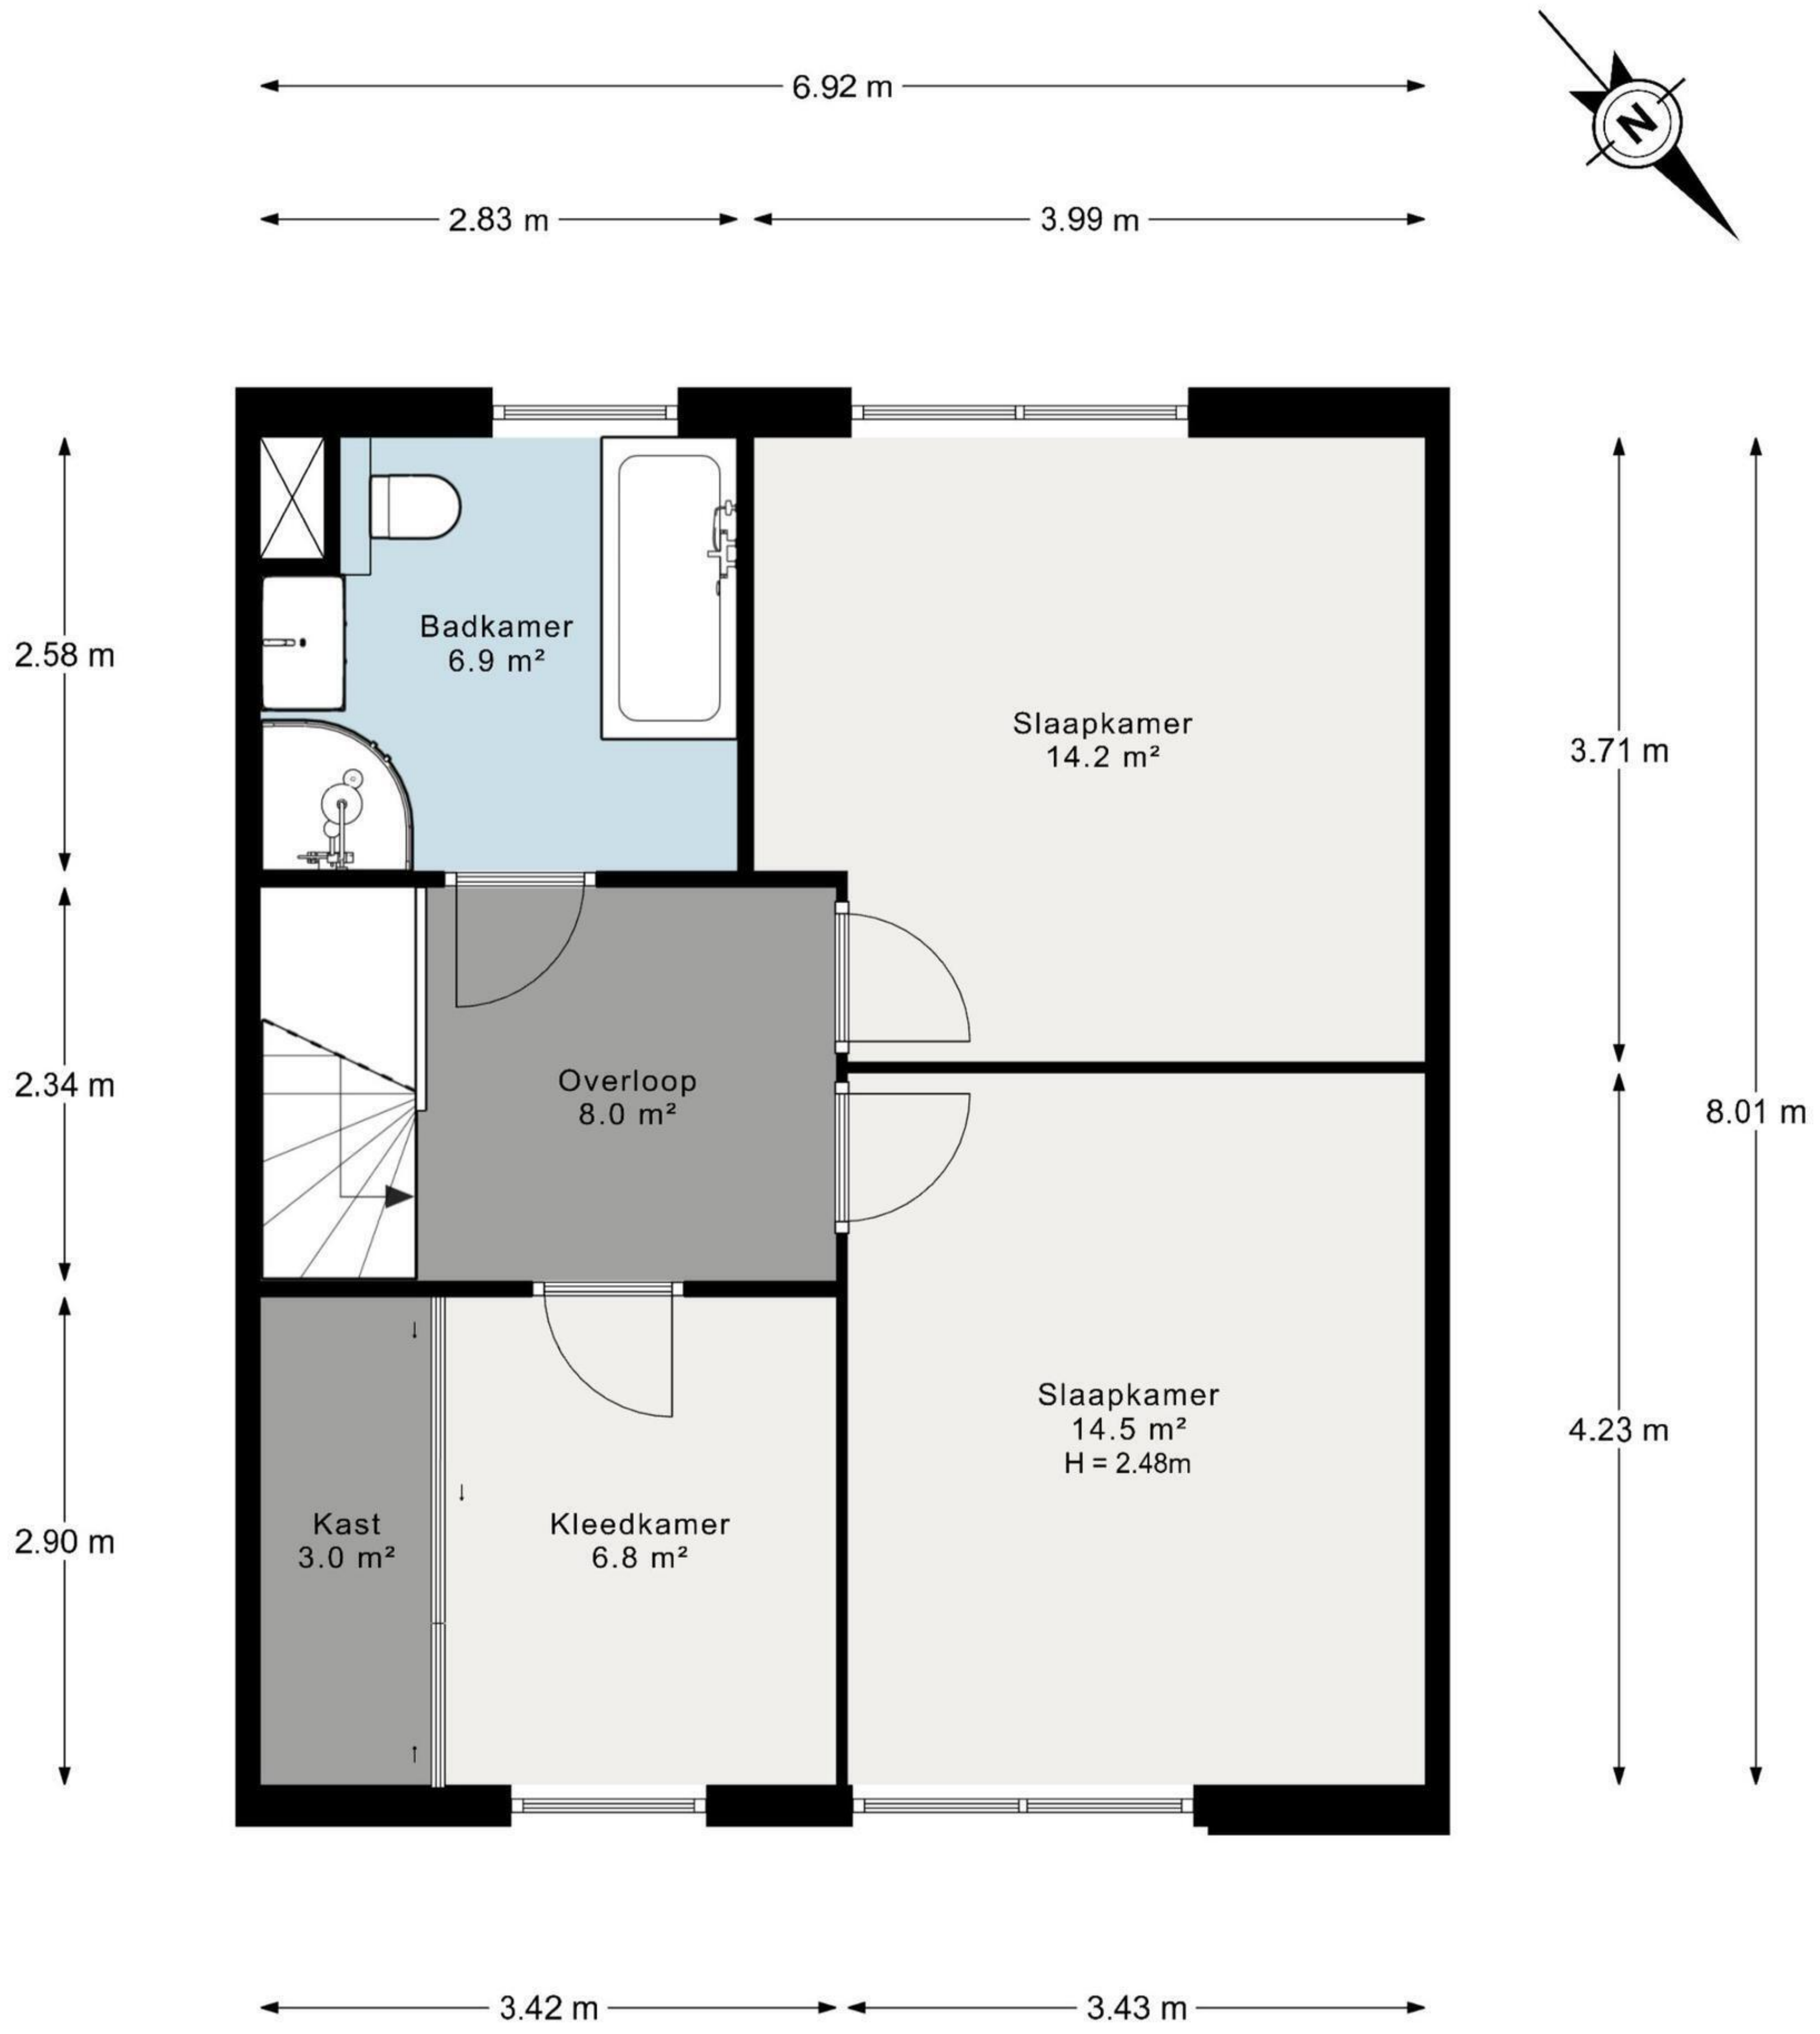 6.92 m
N
2.83 m
3.99 m
Badkamer
6.9 m²
2.58 m
Slaapkamer
14.2 m²
3.71 m
Overloop
8.0 m²
2.34 m
8.01 m
Slaapkamer
14.5 m²
H = 2.48m
4.23 m
Kast
3.0 m²
Kleedkamer
6.8 m²
2.90 m
3.42 m
3.43 m